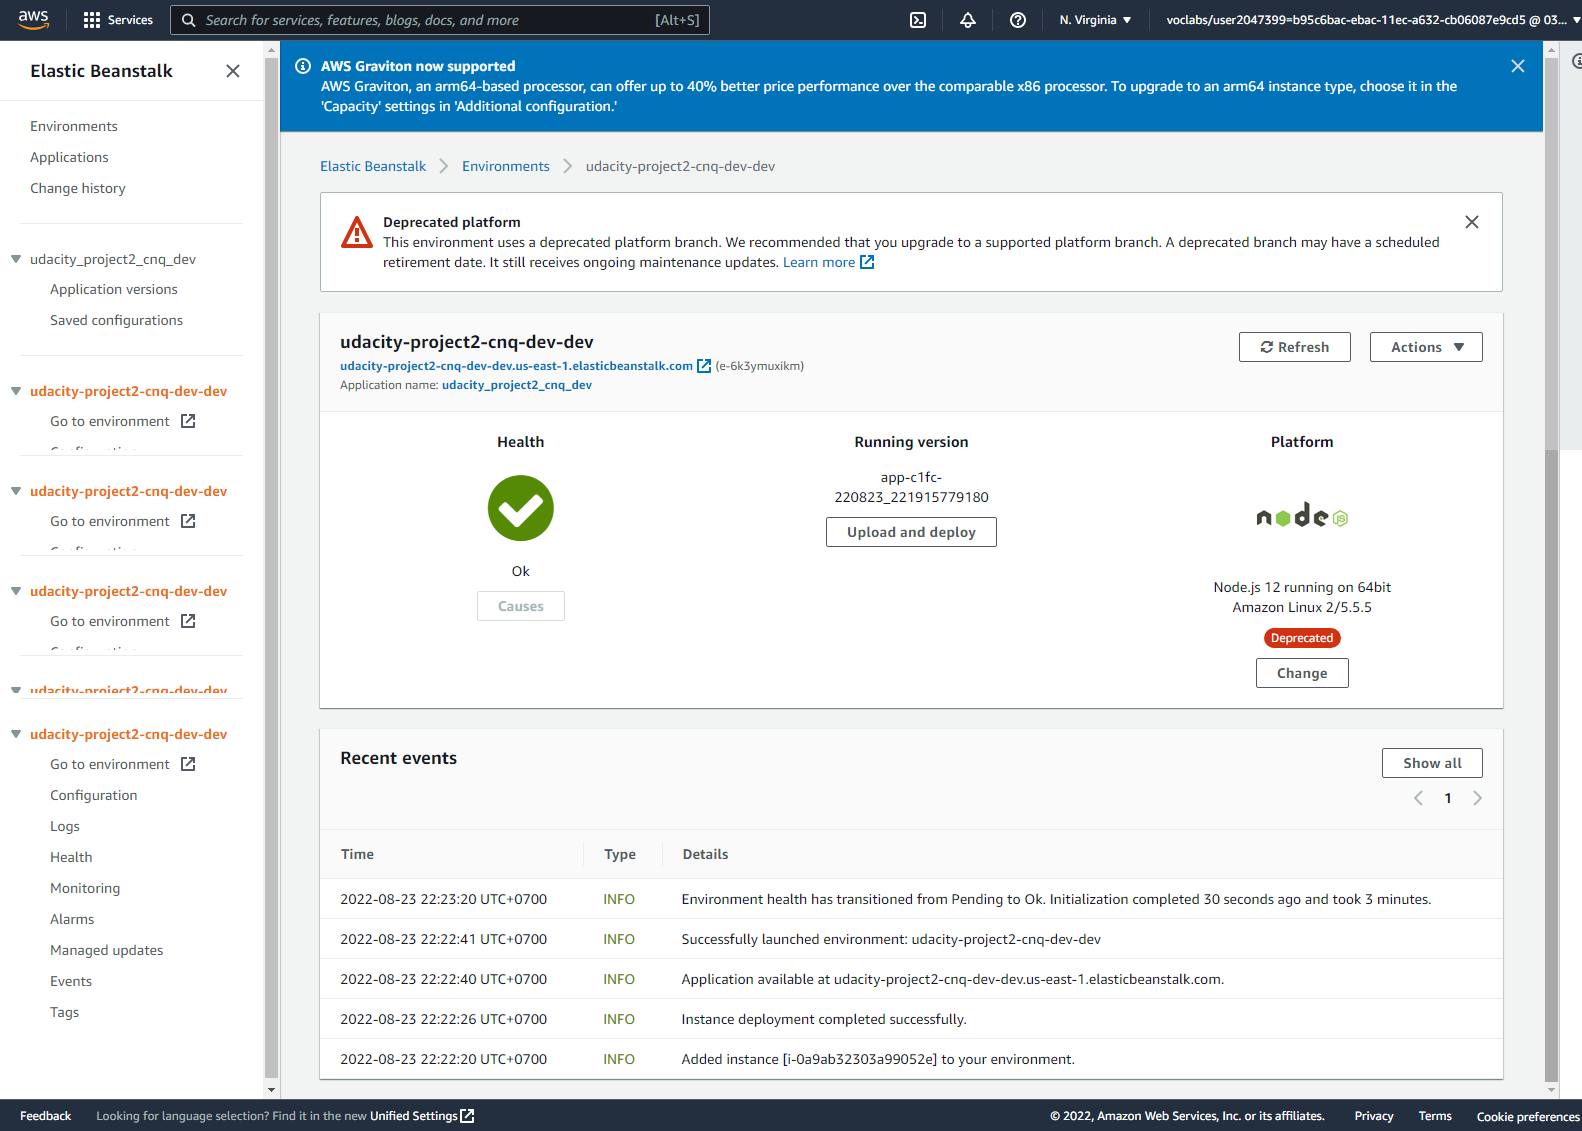 aws
Services
Search for services, features, blogs, docs, and more
[Alt+S]
N. Virginia
voclabs/user2047399=b95c6bac-ebac-11ec-a632-cb06087e9cd5 @ 03...
Elastic Beanstalk
Environments
Applications
Change history
udacity_project2_cnq_dev
Application versions
Saved configurations
udacity-project2-cnq-dev-dev
Go to environment
udacity-project2-cnq-dev-dev
Go to environment
udacity-project2-cnq-dev-dev
Go to environment
udacity-project2-cnq-dev-dev
udacity-project2-cnq-dev-dev
Go to environment
Configuration
Logs
Health
Monitoring
Alarms
Managed updates
Events
Tags
AWS Graviton now supported
AWS Graviton, an arm64-based processor, can offer up to 40% better price performance over the comparable x86 processor. To upgrade to an arm64 instance type, choose it in the
'Capacity' settings in 'Additional configuration.'
Elastic Beanstalk
Environments
udacity-project2-cnq-dev-dev
Deprecated platform
This environment uses a deprecated platform branch. We recommended that you upgrade to a supported platform branch. A deprecated branch may have a scheduled
retirement date. It still receives ongoing maintenance updates. Learn more
udacity-project2-cnq-dev-dev
udacity-project2-cnq-dev-dev.us-east-1.elasticbeanstalk.com (e-6k3ymuxikm)
Application name: udacity_project2_cnq_dev
Refresh
Actions
Health
Ok
Causes
Running version
app-c1fc-
220823_221915779180
Upload and deploy
Platform
node JS
Node.js 12 running on 64bit
Amazon Linux 2/5.5.5
Deprecated
Change
Recent events
Show all
1
Time Type Details
2022-08-23 22:23:20 UTC+0700 INFO Environment health has transitioned from Pending to Ok. Initialization completed 30 seconds ago and took 3 minutes.
2022-08-23 22:22:41 UTC+0700 INFO Successfully launched environment: udacity-project2-cnq-dev-dev
2022-08-23 22:22:40 UTC+0700 INFO Application available at udacity-project2-cnq-dev-dev.us-east-1.elasticbeanstalk.com.
2022-08-23 22:22:26 UTC+0700 INFO Instance deployment completed successfully.
2022-08-23 22:22:20 UTC+0700 INFO Added instance [i-0a9ab32303a99052e] to your environment.
Feedback
Looking for language selection? Find it in the new Unified Settings
© 2022, Amazon Web Services, Inc. or its affiliates.
Privacy
Terms
Cookie preferences